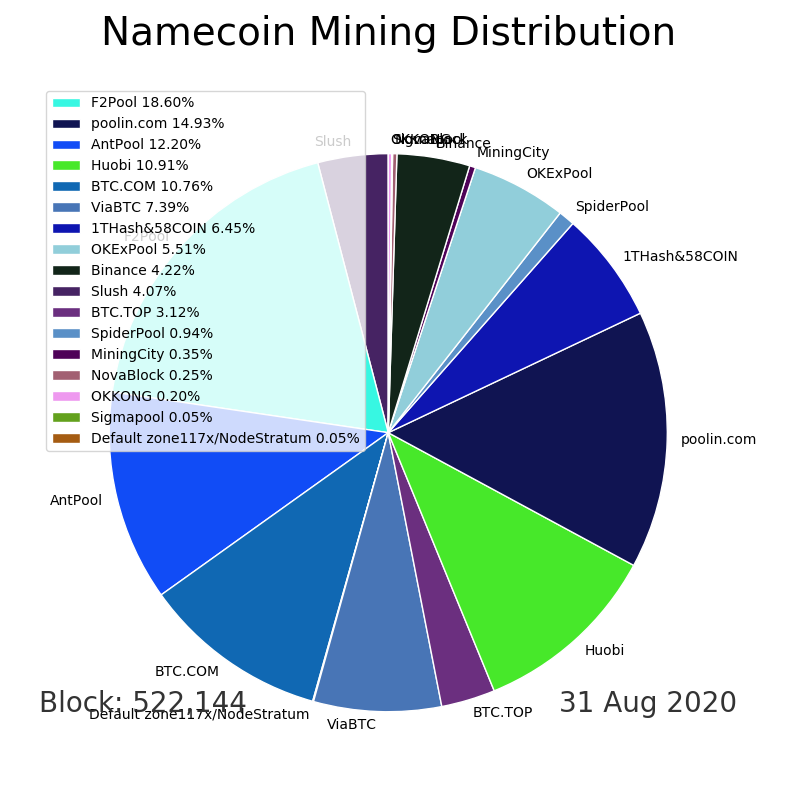 Namecoin Mining Distribution
F2Pool 18.60%
poolin.com 14.93%
AntPool 12.20%
Huobi 10.91%
BTC.COM 10.76%
ViaBTC 7.39%
1THash&58COIN 6.45%
OKExPool 5.51%
Binance 4.22%
Slush 4.07%
BTC.TOP 3.12%
SpiderPool 0.94%
MiningCity 0.35%
NovaBlock 0.25%
OKKONG 0.20%
Sigmapool 0.05%
Default zone117x/NodeStratum 0.05%
Slush
Binance
MiningCity
OKExPool
SpiderPool
F2Pool
1THash&58COIN
poolin.com
AntPool
Huobi
BTC.COM
Block: 522,144
31 Aug 2020
Default zone117x/NodeStratum
ViaBTC
BTC.TOP